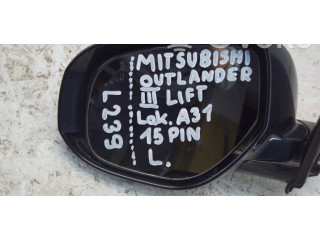 MITSUBISHI
OUTLANDER
III LIFT
Lak. A31
15 PIN
L.
L239